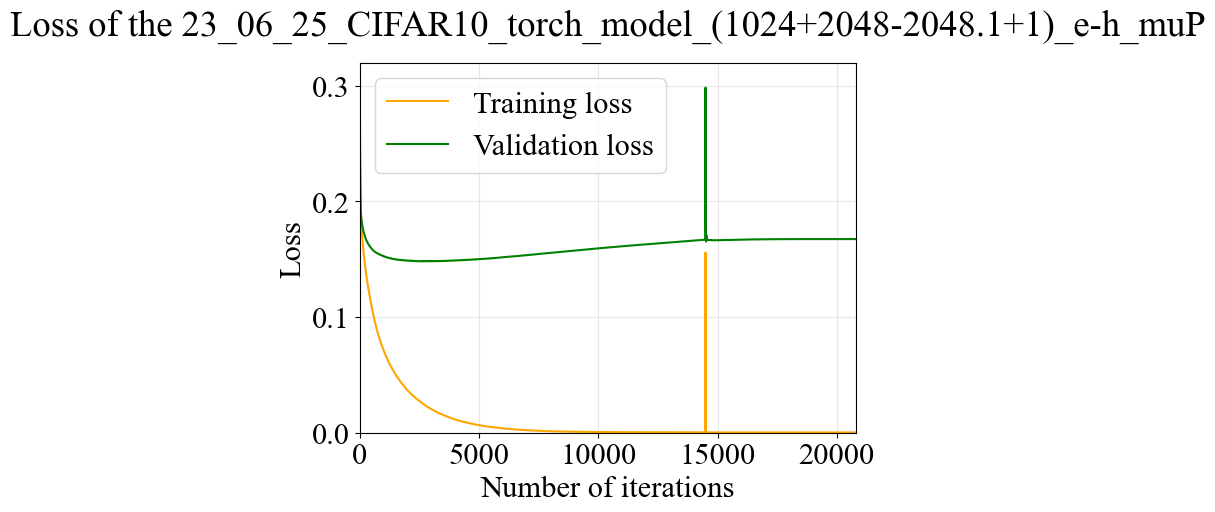 Loss of the 23_06_25_CIFAR10_torch_model_(1024+2048-2048.1+1)_e-h_muP
0.3
Training loss
Validation loss
0.2
Loss
0.1
0.0
0 5000 10000 15000 20000
Number of iterations